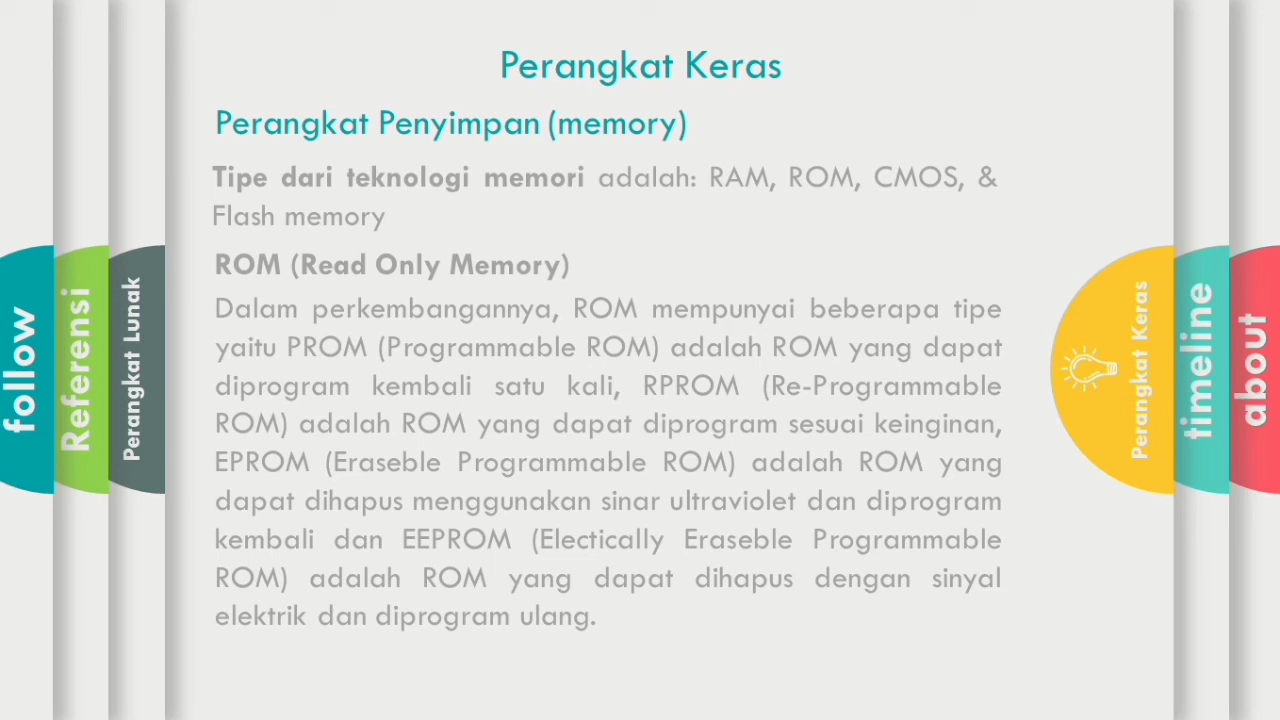 Perangkat Keras
Perangkat Penyimpan (memory)
Tipe dari teknologi memori adalah: RAM, ROM, CMOS, &
Flash memory
ROM (Read Only Memory)
Dalam perkembangannya, ROM mempunyai beberapa tipe
yaitu PROM (Programmable ROM) adalah ROM yang dapat
diprogram kembali satu kali, RPROM (Re-Programmable
ROM) adalah ROM yang dapat diprogram sesuai keinginan,
EPROM (Eraseble Programmable ROM) adalah ROM yang
dapat dihapus menggunakan sinar ultraviolet dan diprogram
kembali dan EEPROM (Electically Eraseble Programmable
ROM) adalah ROM yang dapat dihapus dengan sinyal
elektrik dan diprogram ulang.
follow
Referensi
Perangkat Lunak
Perangkat Keras
timeline
about